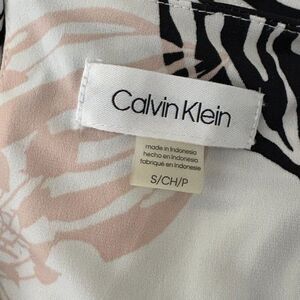 Calvin Klein
made in Indonesia
hecho en Indonesia
fabriqué en Indonésie
S/CH/P